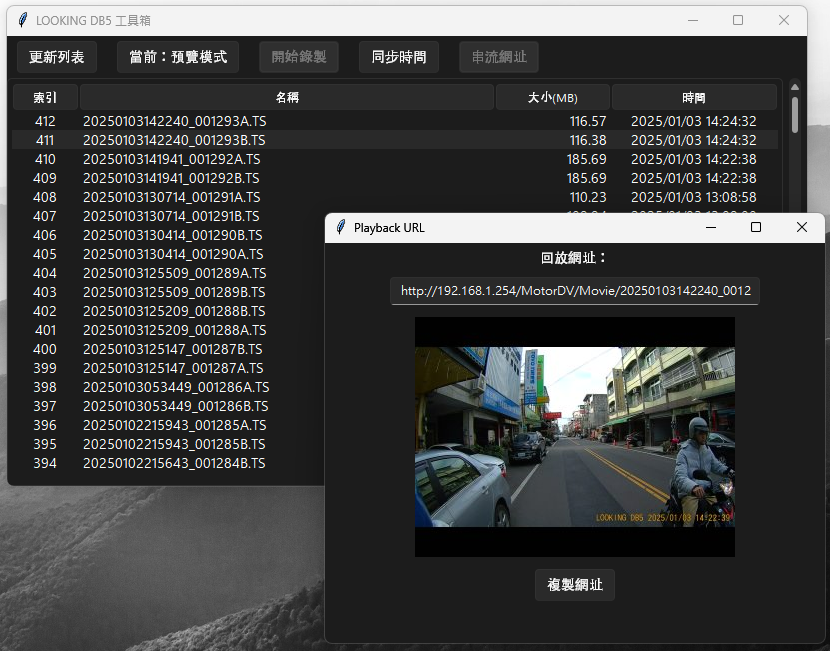 LOOKING DB5 工具箱
更新列表 當前：預覽模式 開始錄製 同步時間 串流網址
索引 名稱 大小(MB) 時間
412 20250103142240_001293A.TS 116.57 2025/01/03 14:24:32
411 20250103142240_001293B.TS 116.38 2025/01/03 14:24:32
410 20250103141941_001292A.TS 185.69 2025/01/03 14:22:38
409 20250103141941_001292B.TS 185.69 2025/01/03 14:22:38
408 20250103130714_001291A.TS 110.23 2025/01/03 13:08:58
407 20250103130714_001291B.TS
406 20250103130414_001290B.TS
405 20250103130414_001290A.TS
404 20250103125509_001289A.TS
403 20250103125509_001289B.TS
402 20250103125209_001288B.TS
401 20250103125209_001288A.TS
400 20250103125147_001287B.TS
399 20250103125147_001287A.TS
398 20250103053449_001286A.TS
397 20250103053449_001286B.TS
396 20250102215943_001285A.TS
395 20250102215943_001285B.TS
394 20250102215643_001284B.TS
Playback URL
回放網址：
http://192.168.1.254/MotorDV/Movie/20250103142240_0012
LOOKING DB5 2025/01/03 14:22:39
複製網址